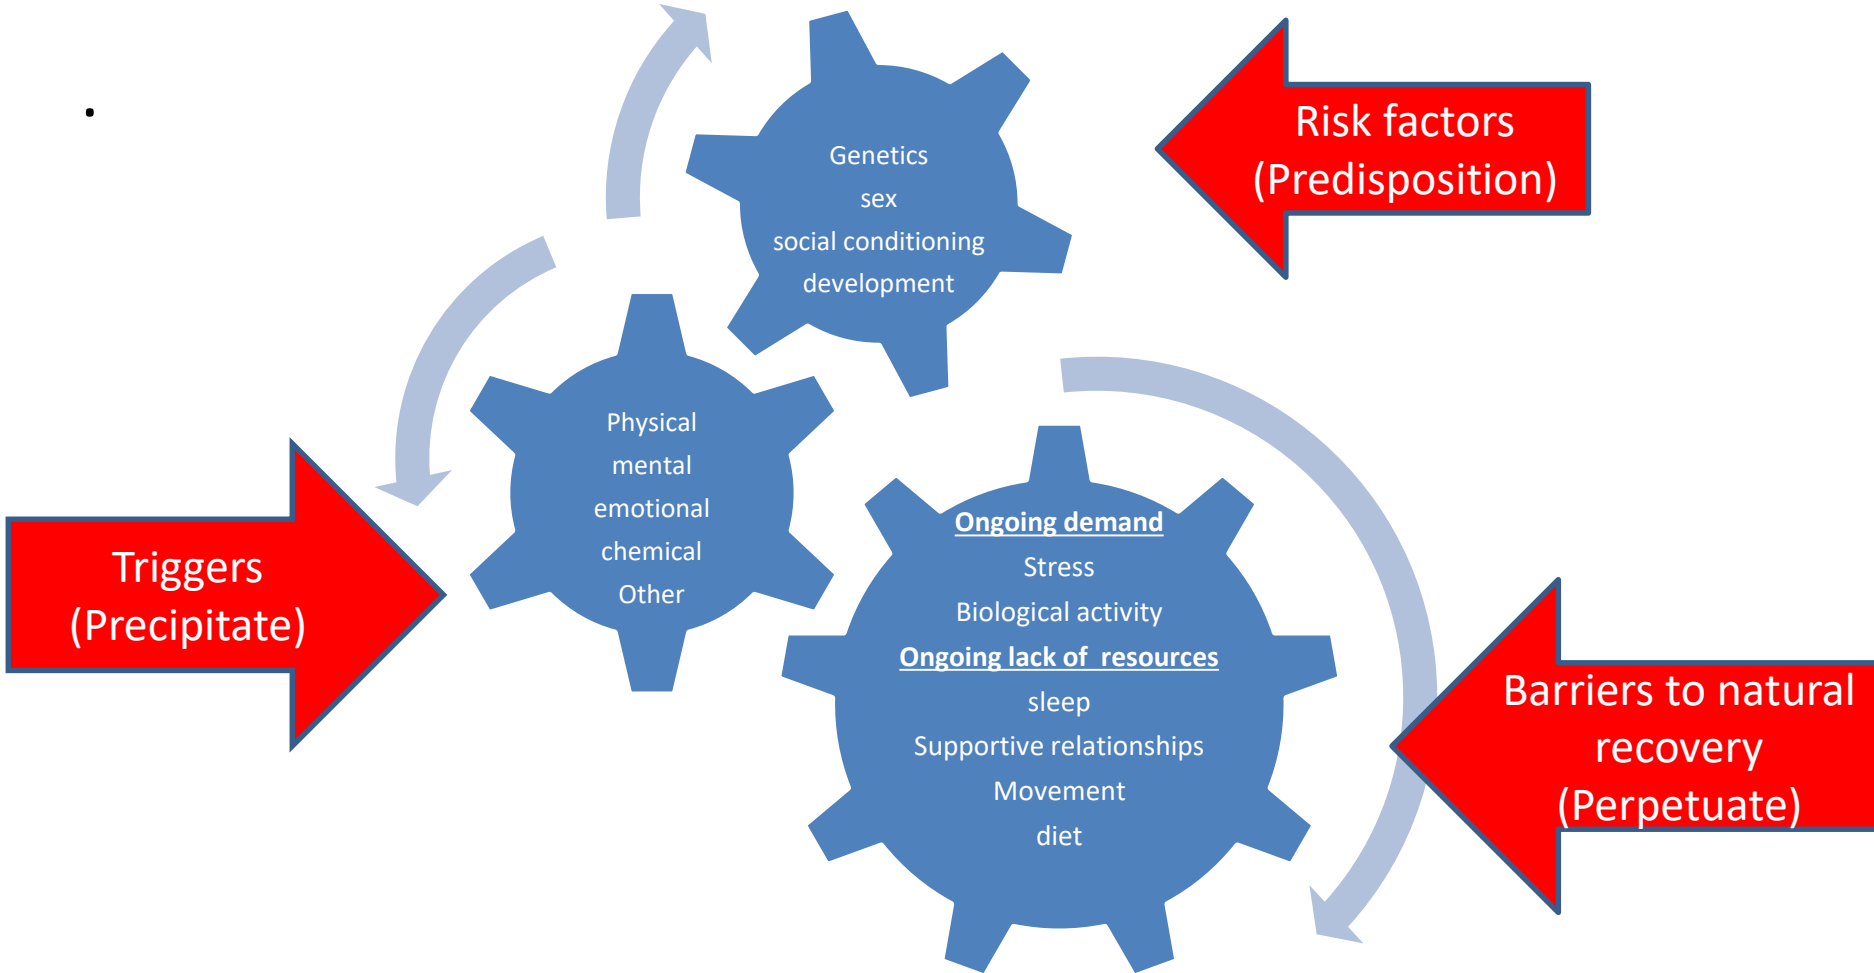 .
Genetics
sex
social conditioning
development
Risk factors
(Predisposition)
Physical
mental
emotional
chemical
Other
Triggers
(Precipitate)
Ongoing demand
Stress
Biological activity
Ongoing lack of  resources
sleep
Supportive relationships
Movement
diet
Barriers to natural
recovery
(Perpetuate)